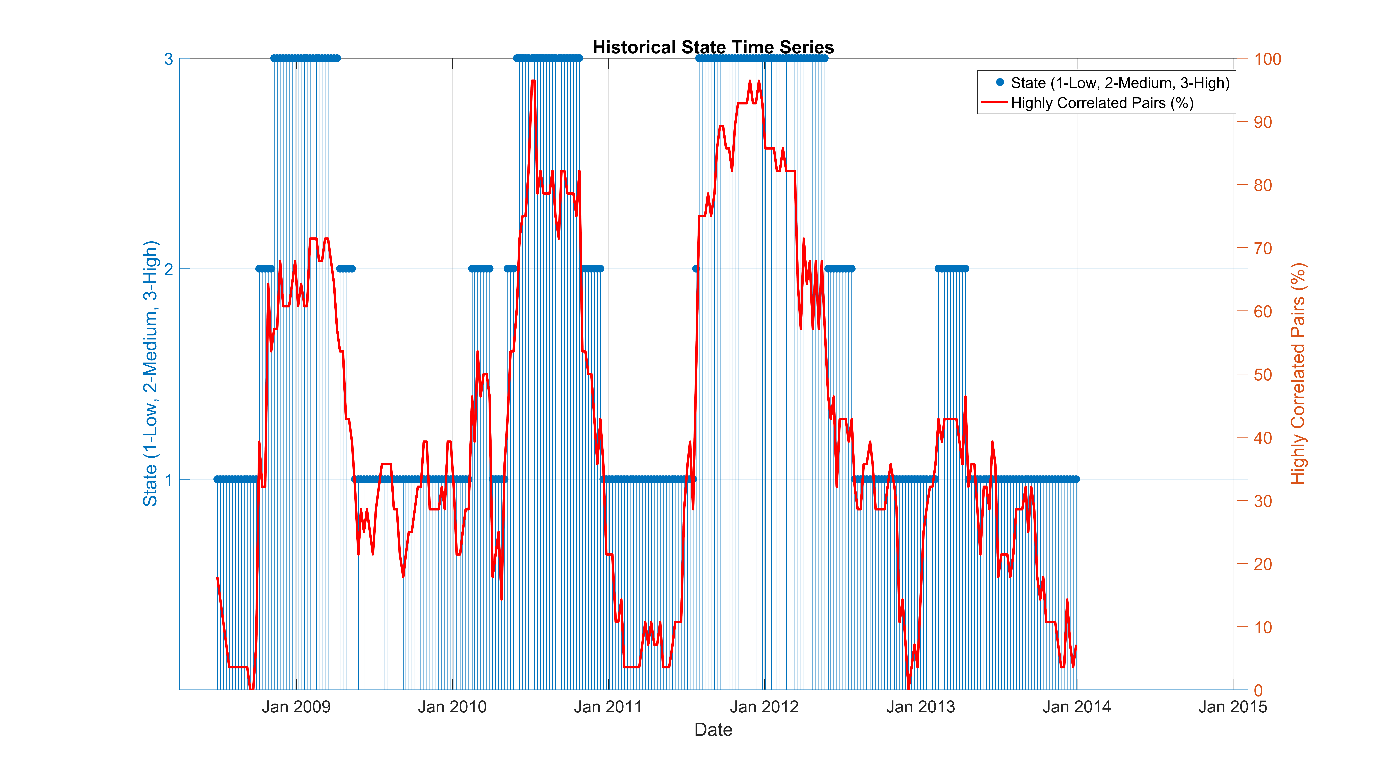 Historical State Time Series
State (1-Low, 2-Medium, 3-High)
Highly Correlated Pairs (%)
3
2
1
State (1-Low, 2-Medium, 3-High)
100
90
80
70
60
50
40
30
20
10
0
Highly Correlated Pairs (%)
Jan 2009 Jan 2010 Jan 2011 Jan 2012 Jan 2013 Jan 2014 Jan 2015
Date